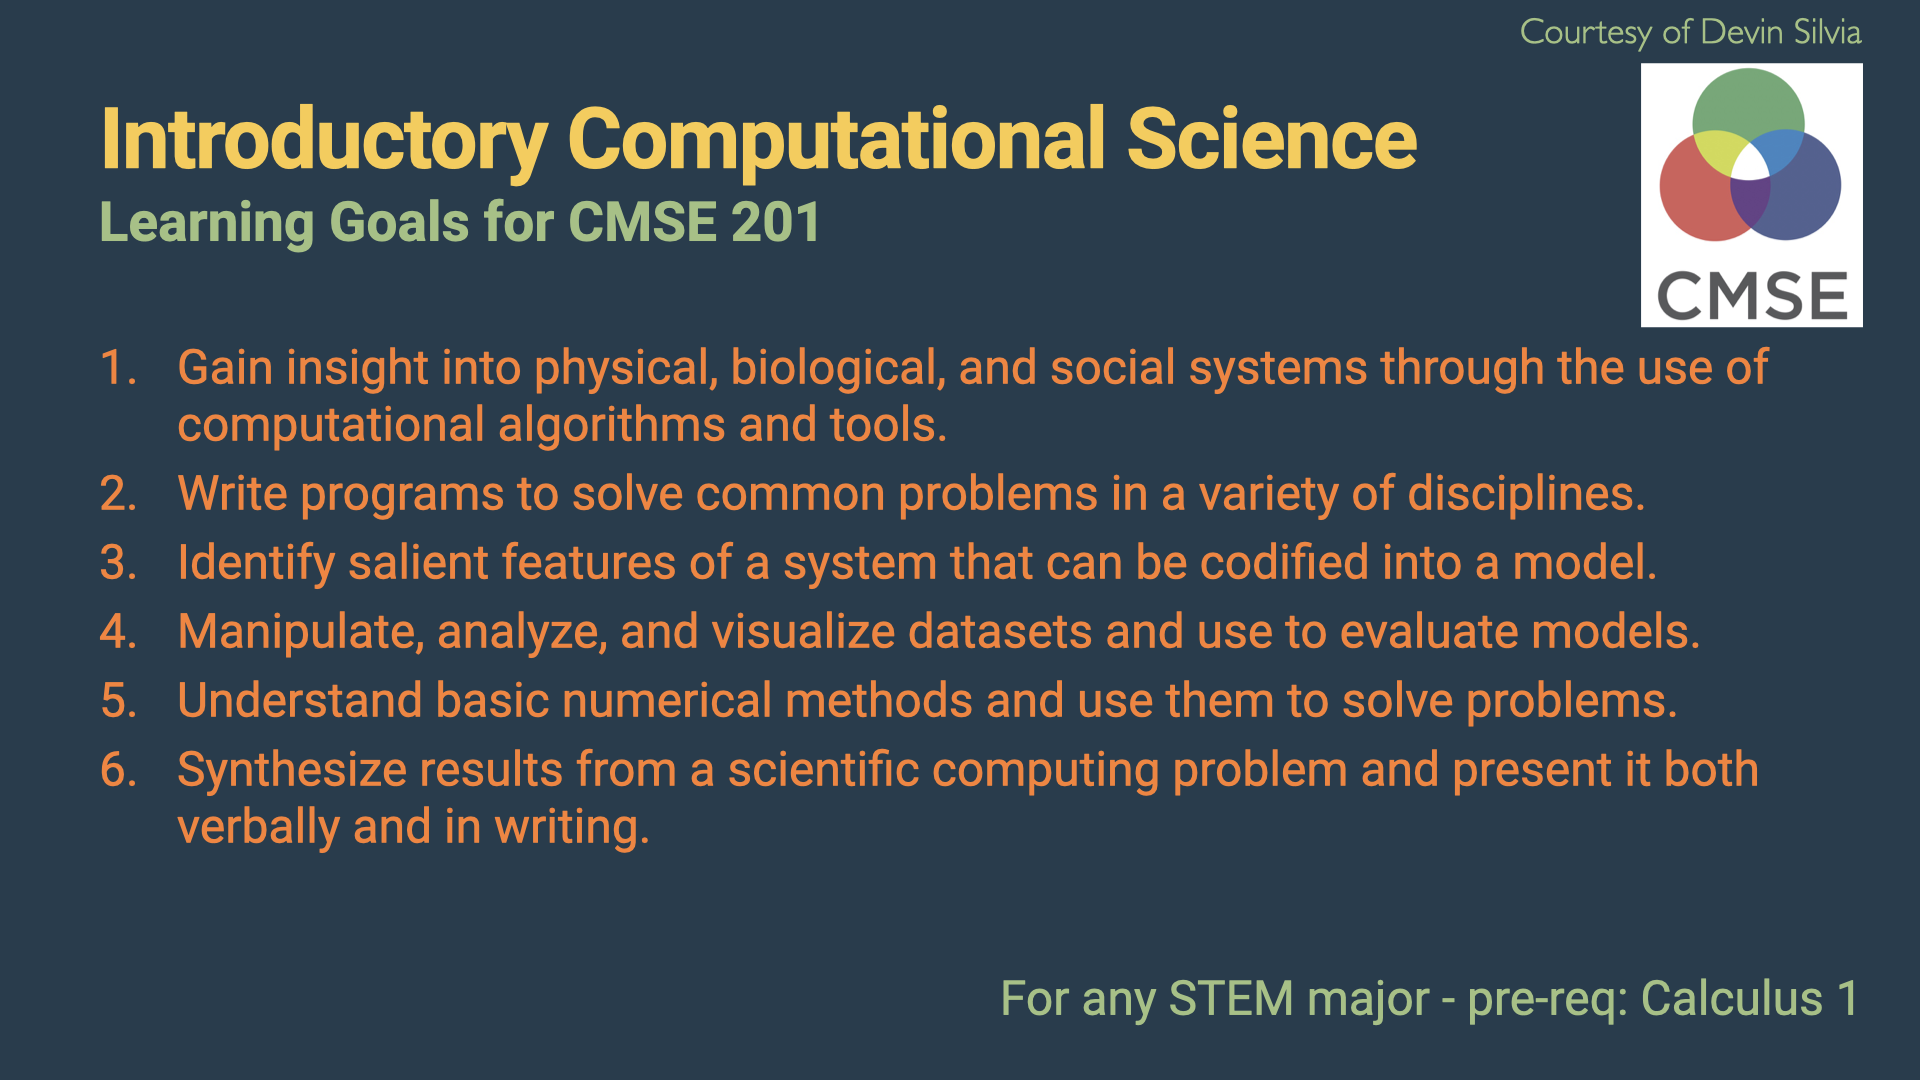 Courtesy of Devin Silvia
Introductory Computational Science
Learning Goals for CMSE 201
CMSE
1. Gain insight into physical, biological, and social systems through the use of
computational algorithms and tools.
2. Write programs to solve common problems in a variety of disciplines.
3. Identify salient features of a system that can be codified into a model.
4. Manipulate, analyze, and visualize datasets and use to evaluate models.
5. Understand basic numerical methods and use them to solve problems.
6. Synthesize results from a scientific computing problem and present it both
verbally and in writing.
For any STEM major - pre-req: Calculus 1